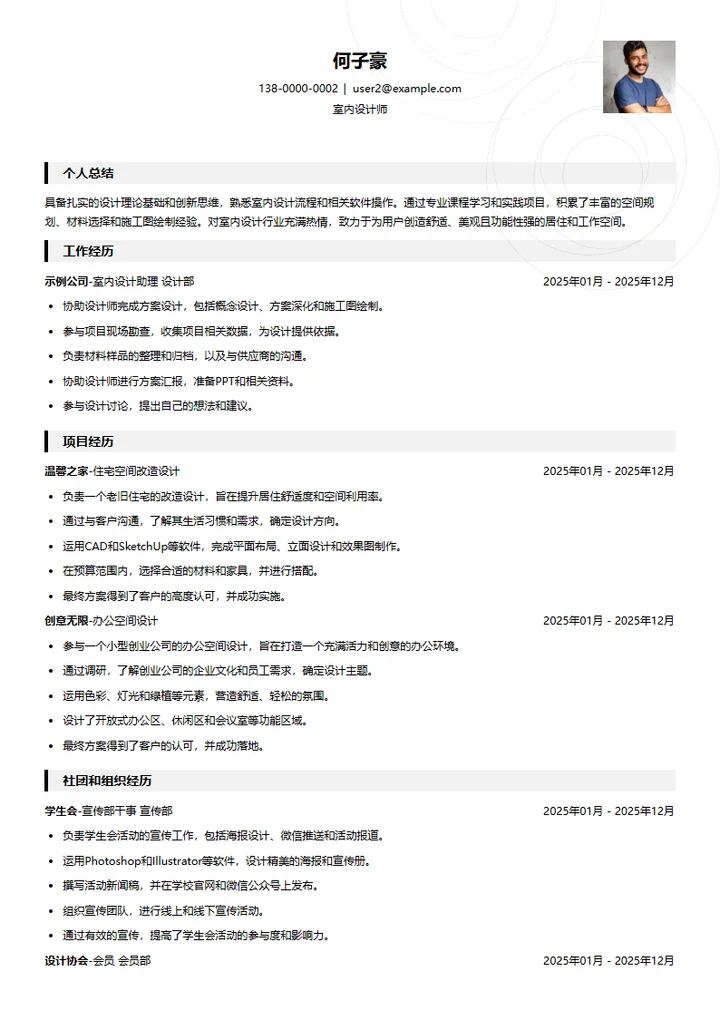 何子豪
138-0000-0002 | user2@example.com
室内设计师
个人总结
具备扎实的设计理论基础和创新思维，熟悉室内设计流程和相关软件操作。通过专业课程学习和实践项目，积累了丰富的空间规
划、材料选择和施工图绘制经验。对室内设计行业充满热情，致力于为用户创造舒适、美观且功能性强的居住和工作空间。
工作经历
示例公司-室内设计助理 设计部 2025年01月 - 2025年12月
• 协助设计师完成方案设计，包括概念设计、方案深化和施工图绘制。
• 参与项目现场勘查，收集项目相关数据，为设计提供依据。
• 负责材料样品的整理和归档，以及与供应商的沟通。
• 协助设计师进行方案汇报，准备PPT和相关资料。
• 参与设计讨论，提出自己的想法和建议。
项目经历
温馨之家-住宅空间改造设计 2025年01月 - 2025年12月
• 负责一个老旧住宅的改造设计，旨在提升居住舒适度和空间利用率。
• 通过与客户沟通，了解其生活习惯和需求，确定设计方向。
• 运用CAD和SketchUp等软件，完成平面布局、立面设计和效果图制作。
• 在预算范围内，选择合适的材料和家具，并进行搭配。
• 最终方案得到了客户的高度认可，并成功实施。
创意无限-办公空间设计 2025年01月 - 2025年12月
• 参与一个小型创业公司的办公空间设计，旨在打造一个充满活力和创意的办公环境。
• 通过调研，了解创业公司的企业文化和员工需求，确定设计主题。
• 运用色彩、灯光和绿植等元素，营造舒适、轻松的氛围。
• 设计了开放式办公区、休闲区和会议室等功能区域。
• 最终方案得到了客户的认可，并成功落地。
社团和组织经历
学生会-宣传部干事 宣传部 2025年01月 - 2025年12月
• 负责学生会活动的宣传工作，包括海报设计、微信推送和活动报道。
• 运用Photoshop和Illustrator等软件，设计精美的海报和宣传册。
• 撰写活动新闻稿，并在学校官网和微信公众号上发布。
• 组织宣传团队，进行线上和线下宣传活动。
• 通过有效的宣传，提高了学生会活动的参与度和影响力。
设计协会-会员 会员部 2025年01月 - 2025年12月